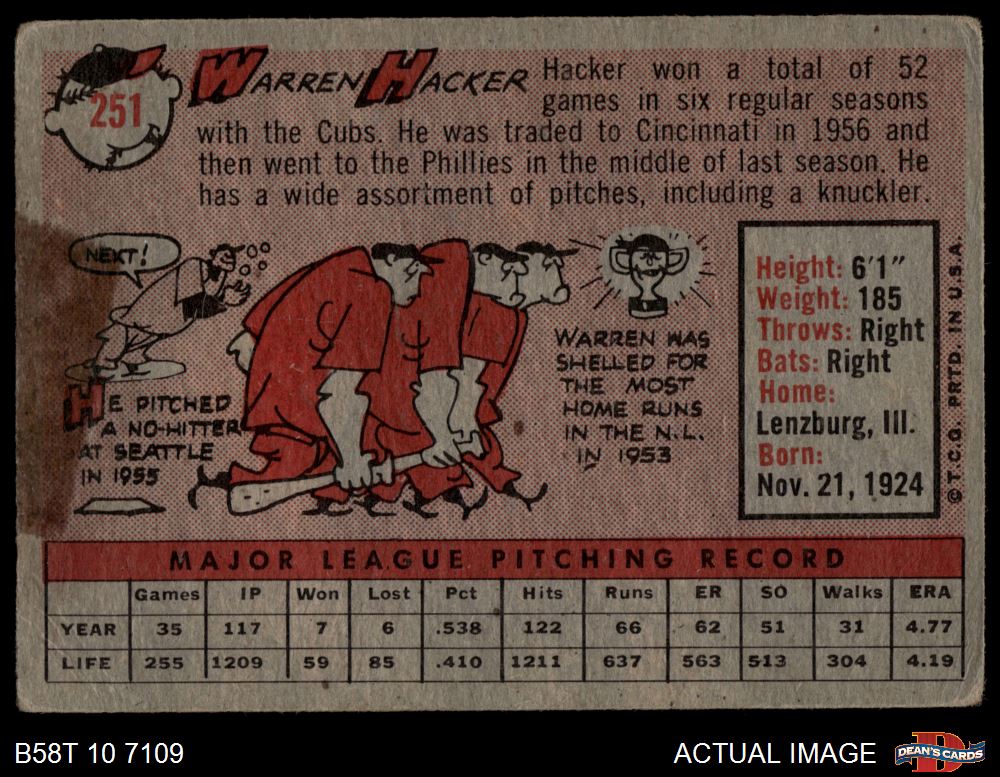 251
WARREN HACKER
Hacker won a total of 52
games in six regular seasons
with the Cubs. He was traded to Cincinnati in 1956 and
then went to the Phillies in the middle of last season. He
has a wide assortment of pitches, including a knuckler.
NEXT!
HE PITCHED
A NO-HITTER
AT SEATTLE
IN 1955
WARREN WAS
SHELLED FOR
THE MOST
HOME RUNS
IN THE N.L.
IN 1953
Height: 6'1"
Weight: 185
Throws: Right
Bats: Right
Home:
Lenzburg, Ill.
Born:
Nov. 21, 1924
© T.C.G. PRTD. IN U.S.A.
MAJOR LEAGUE PITCHING RECORD
Games IP Won Lost Pct Hits Runs ER SO Walks ERA
YEAR 35 117 7 6 .538 122 66 62 51 31 4.77
LIFE 255 1209 59 85 .410 1211 637 563 513 304 4.19
B58T 10 7109
ACTUAL IMAGE
D
DEAN'S CARDS